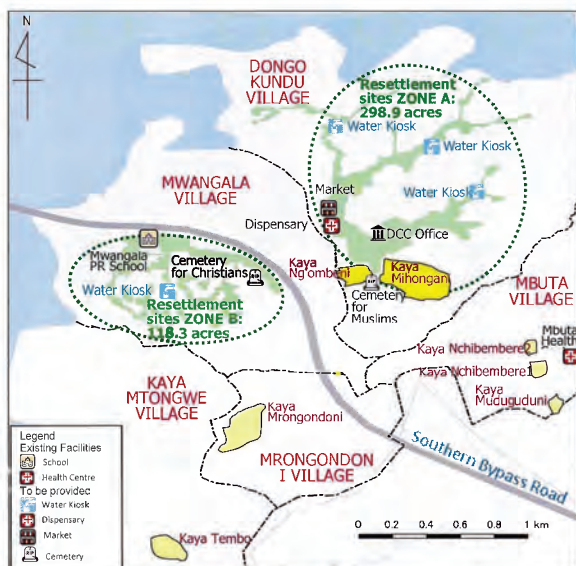 N
DONGO
KUNDU
VILLAGE
Resettlement
sites ZONE A:
298.9 acres
Water Kiosk
Water Kiosk
Water Kiosk
MWANGALA
VILLAGE
Market
Dispensary
DCC Office
Mwangala
PR School
Cemetery
for Christians
Kaya
Ng'ombeni
Kaya
Mihongani
Cemetery
for
Muslims
MBUTA
VILLAGE
Water Kiosk
Resettlement
sites ZONE B:
118.3 acres
Mbuta
Health
Kaya Nchibembere2
Kaya Nchibembere1
Kaya
Muduguduni
KAYA
MTONGWE
VILLAGE
Kaya
Mrongondoni
MRONGONDON
I VILLAGE
Southern Bypass Road
Kaya Tembo
Legend
Existing Facilities
School
Health Centre
To be provided
Water Kiosk
Dispensary
Market
Cemetery
0 0.2 0.4 0.6 0.8 1 km